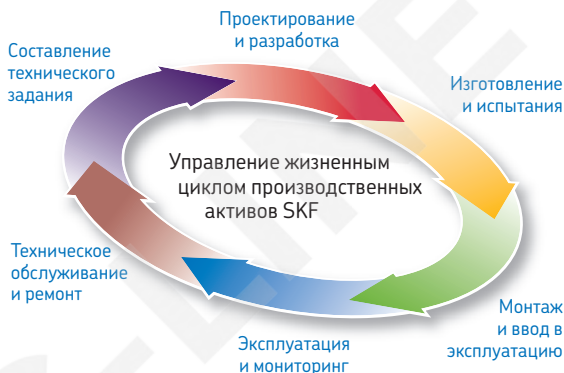 Проектирование
и разработка
Составление
технического
задания
Изготовление
и испытания
Управление жизненным
циклом производственных
активов SKF
Техническое
обслуживание
и ремонт
Монтаж
и ввод в
эксплуатацию
Эксплуатация
и мониторинг